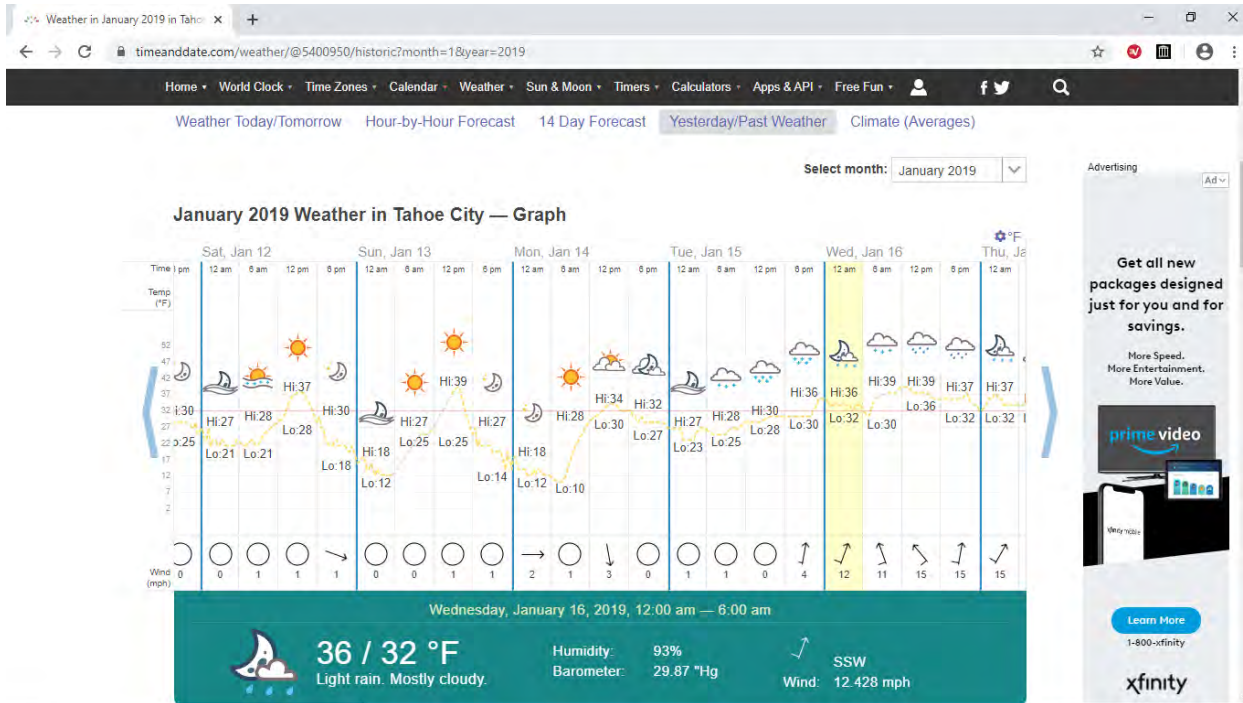 Weather in January 2019 in Taho
timeanddate.com/weather/@5400950/historic?month=1&year=2019
Home World Clock Time Zones Calendar Weather Sun & Moon Timers Calculators Apps & API Free Fun
Weather Today/Tomorrow Hour-by-Hour Forecast 14 Day Forecast Yesterday/Past Weather Climate (Averages)
Select month: January 2019
Advertising
Ad
January 2019 Weather in Tahoe City — Graph
°F
Sat, Jan 12 Sun, Jan 13 Mon, Jan 14 Tue, Jan 15 Wed, Jan 16 Thu, Ja
Time pm 12 am 6 am 12 pm 6 pm 12 am 6 am 12 pm 6 pm 12 am 6 am 12 pm 6 pm 12 am 6 am 12 pm 6 pm 12 am 6 am 12 pm 6 pm 12 am
Temp
(°F)
52
47
42
37
32
27
22
17
12
7
2
i:30 Hi:27 Hi:28 Hi:37 Hi:30 Hi:18 Hi:27 Hi:39 Hi:27 Hi:18 Hi:28 Hi:34 Hi:32 Hi:27 Hi:28 Hi:30 Hi:36 Hi:36 Hi:39 Hi:39 Hi:37 Hi:37
o:25 Lo:21 Lo:21 Lo:28 Lo:18 Lo:12 Lo:25 Lo:25 Lo:14 Lo:12 Lo:10 Lo:30 Lo:27 Lo:23 Lo:25 Lo:28 Lo:30 Lo:32 Lo:30 Lo:36 Lo:32 Lo:32
Wind
(mph)
0 0 1 1 1 0 0 1 1 2 1 3 0 1 1 0 4 12 11 15 15 15
Wednesday, January 16, 2019, 12:00 am — 6:00 am
36 / 32 °F
Light rain. Mostly cloudy.
Humidity: 93%
Barometer: 29.87 "Hg
SSW
Wind: 12.428 mph
Get all new
packages designed
just for you and for
savings.
More Speed.
More Entertainment.
More Value.
prime video
xfinity mobile
Learn More
1-800-xfinity
xfinity